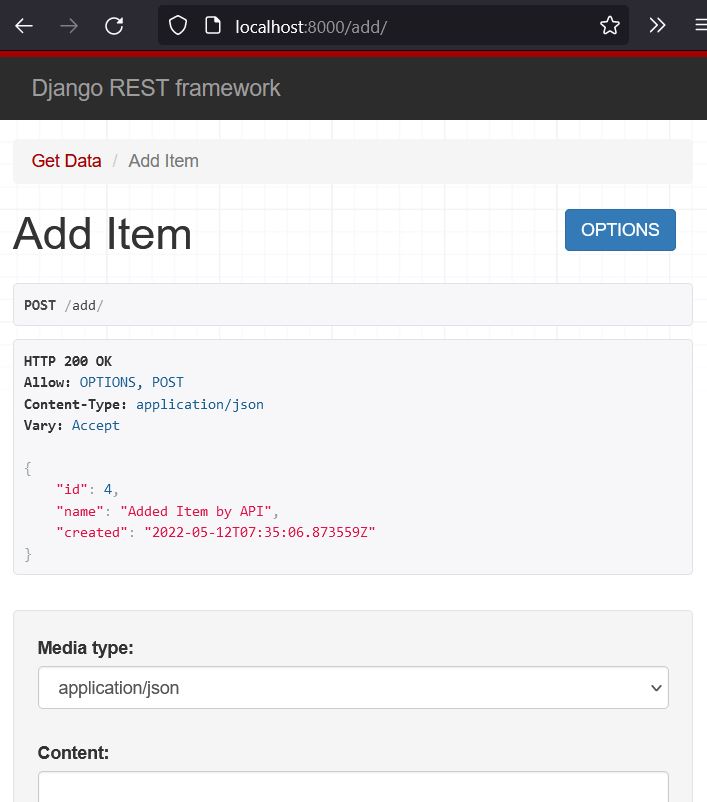 localhost:8000/add/
Django REST framework
Get Data / Add Item
Add Item
OPTIONS
POST /add/
HTTP 200 OK
Allow: OPTIONS, POST
Content-Type: application/json
Vary: Accept
{
    "id": 4,
    "name": "Added Item by API",
    "created": "2022-05-12T07:35:06.873559Z"
}
Media type:
application/json
Content: